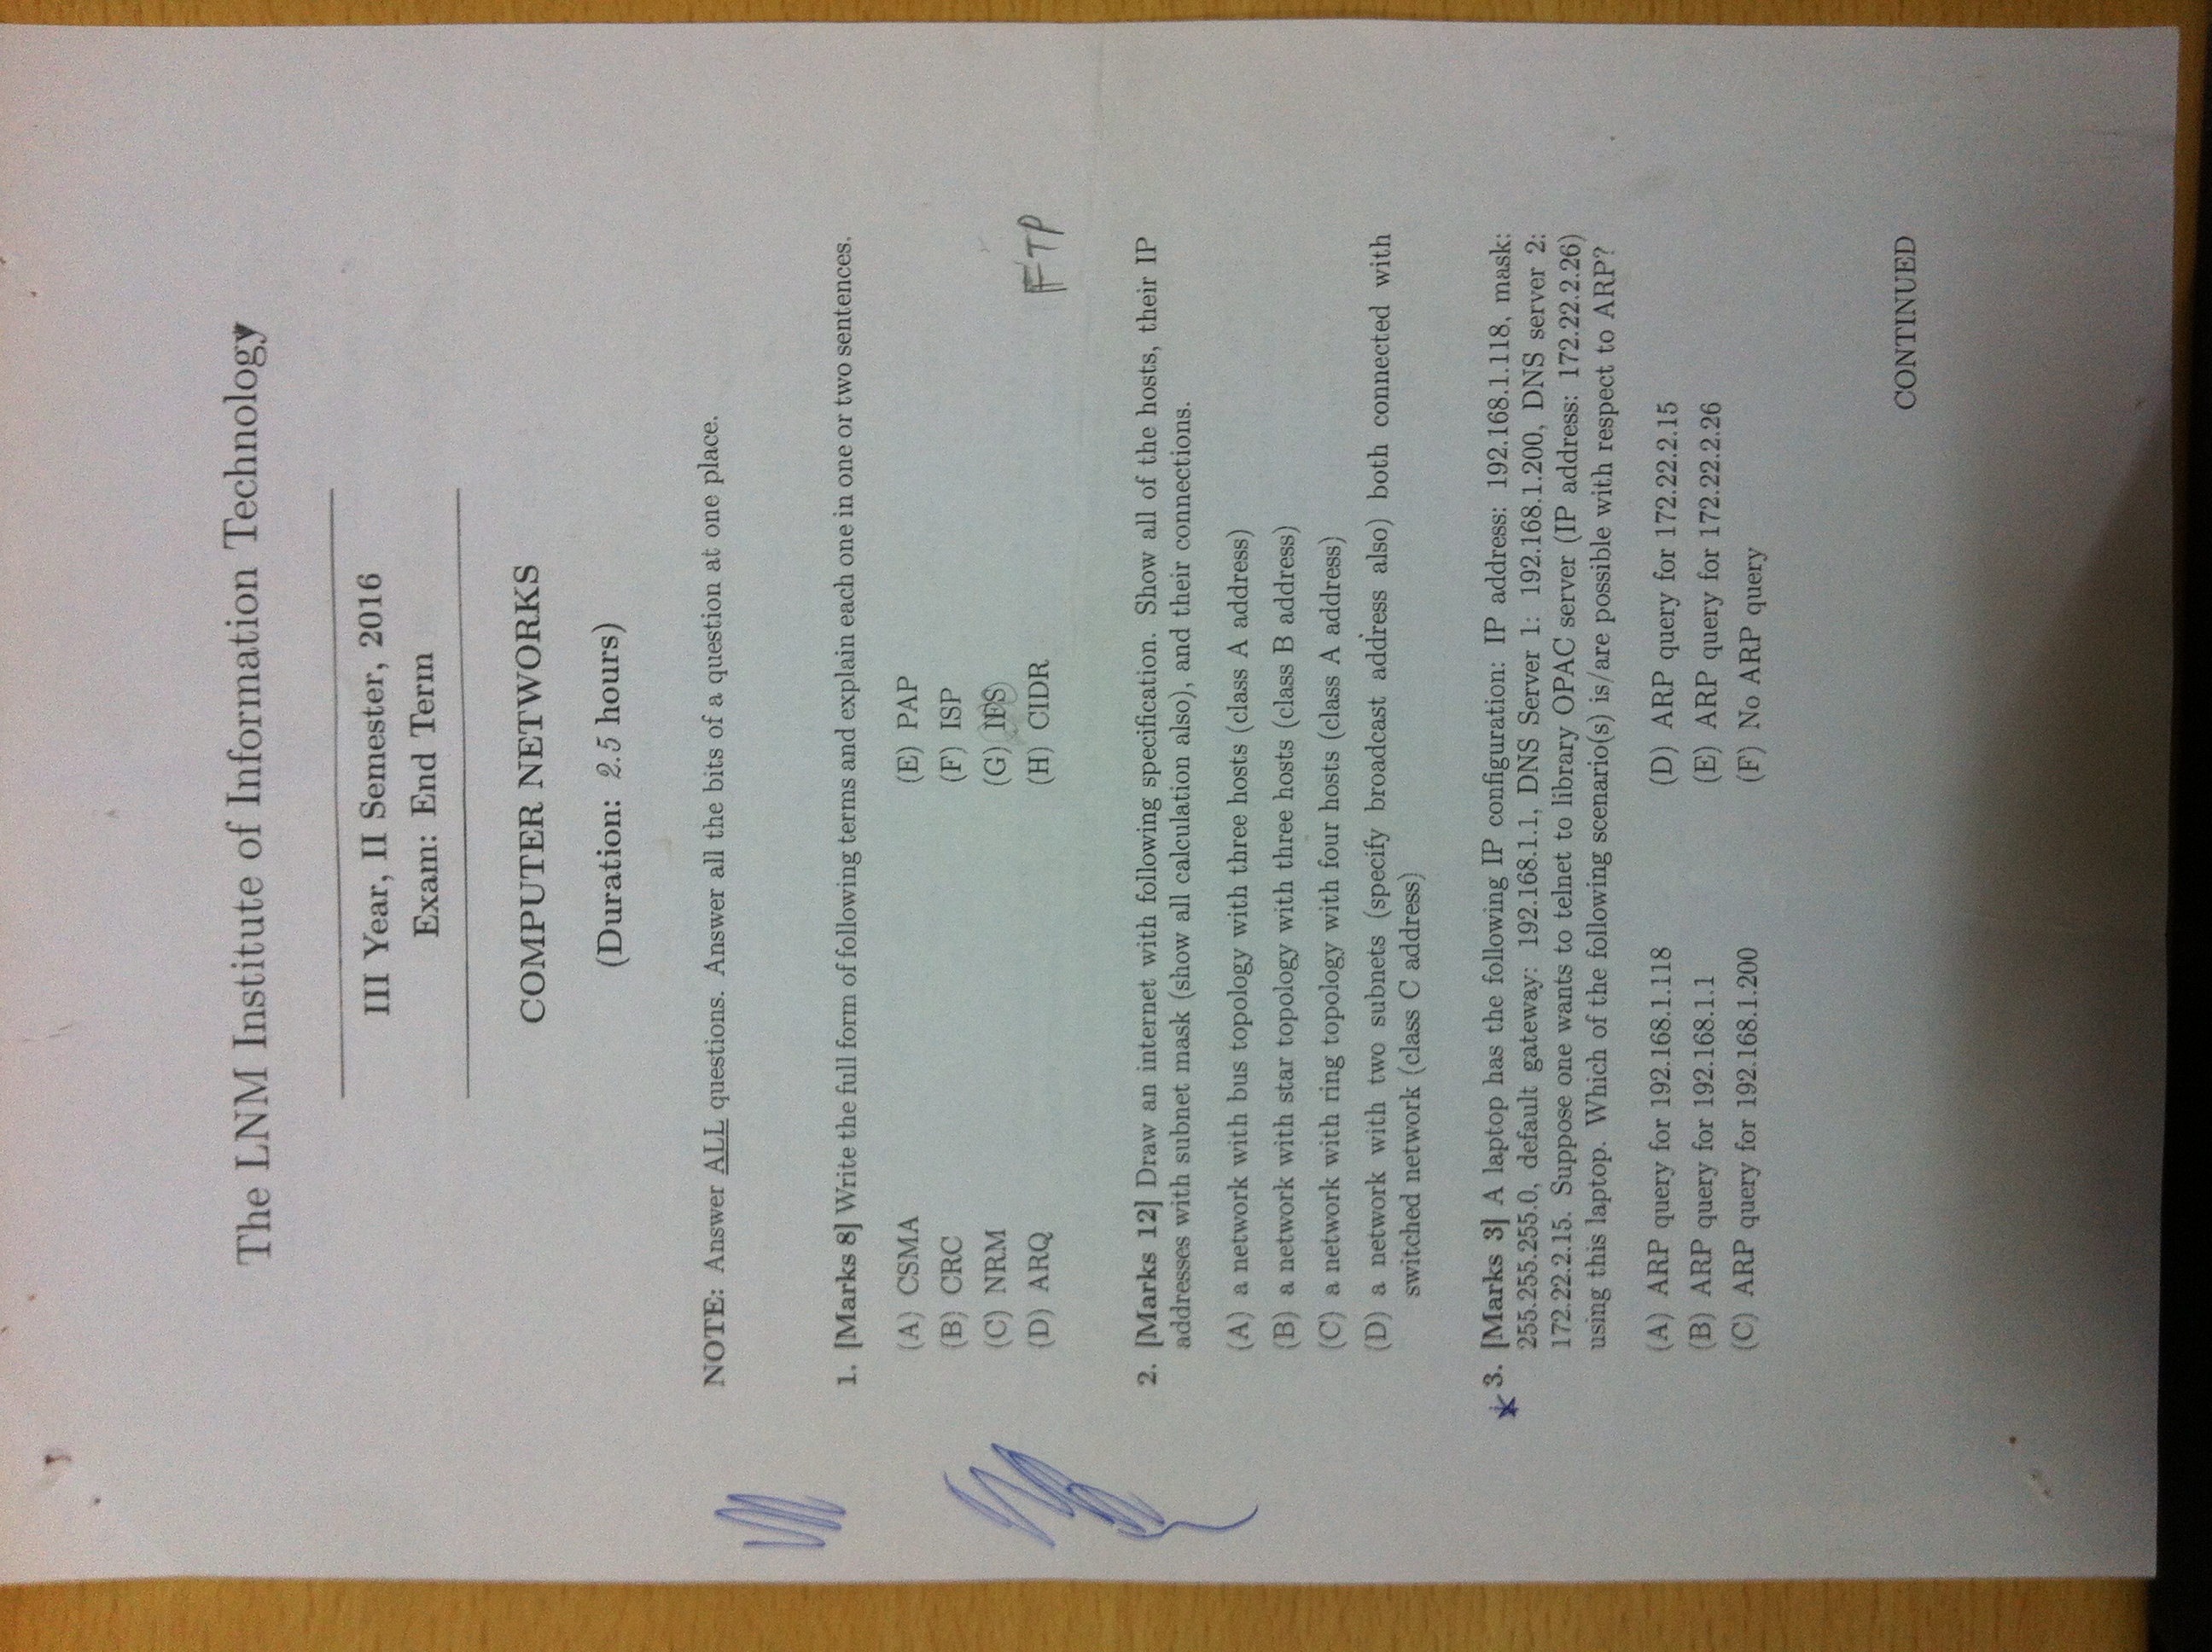 The LNM Institute of Information Technology
III Year, II Semester, 2016
Exam: End Term
COMPUTER NETWORKS
(Duration: 2.5 hours)
NOTE: Answer ALL questions. Answer all the bits of a question at one place.
1. [Marks 8] Write the full form of following terms and explain each one in one or two sentences.
(A) CSMA
(B) CRC
(C) NRM
(D) ARQ
(E) PAP
(F) ISP
(G) IFS
(H) CIDR
FTP
2. [Marks 12] Draw an internet with following specification. Show all of the hosts, their IP
addresses with subnet mask (show all calculation also), and their connections.
(A) a network with bus topology with three hosts (class A address)
(B) a network with star topology with three hosts (class B address)
(C) a network with ring topology with four hosts (class A address)
(D) a network with two subnets (specify broadcast address also) both connected with
switched network (class C address)
3. [Marks 3] A laptop has the following IP configuration: IP address: 192.168.1.118, mask:
255.255.255.0, default gateway: 192.168.1.1, DNS Server 1: 192.168.1.200, DNS server 2:
172.22.2.15. Suppose one wants to telnet to library OPAC server (IP address: 172.22.2.26)
using this laptop. Which of the following scenario(s) is/are possible with respect to ARP?
(A) ARP query for 192.168.1.118
(B) ARP query for 192.168.1.1
(C) ARP query for 192.168.1.200
(D) ARP query for 172.22.2.15
(E) ARP query for 172.22.2.26
(F) No ARP query
CONTINUED